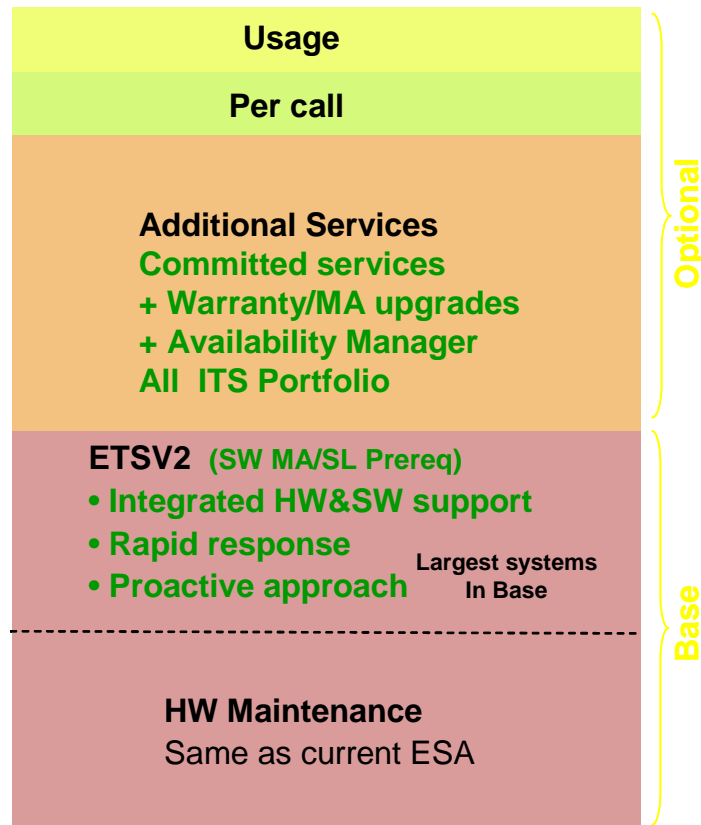 Usage
Per call
Additional Services
Committed services
+ Warranty/MA upgrades
+ Availability Manager
All ITS Portfolio
Optional
ETSV2 (SW MA/SL Prereq)
• Integrated HW&SW support
• Rapid response
• Proactive approach
Largest systems
In Base
Base
HW Maintenance
Same as current ESA